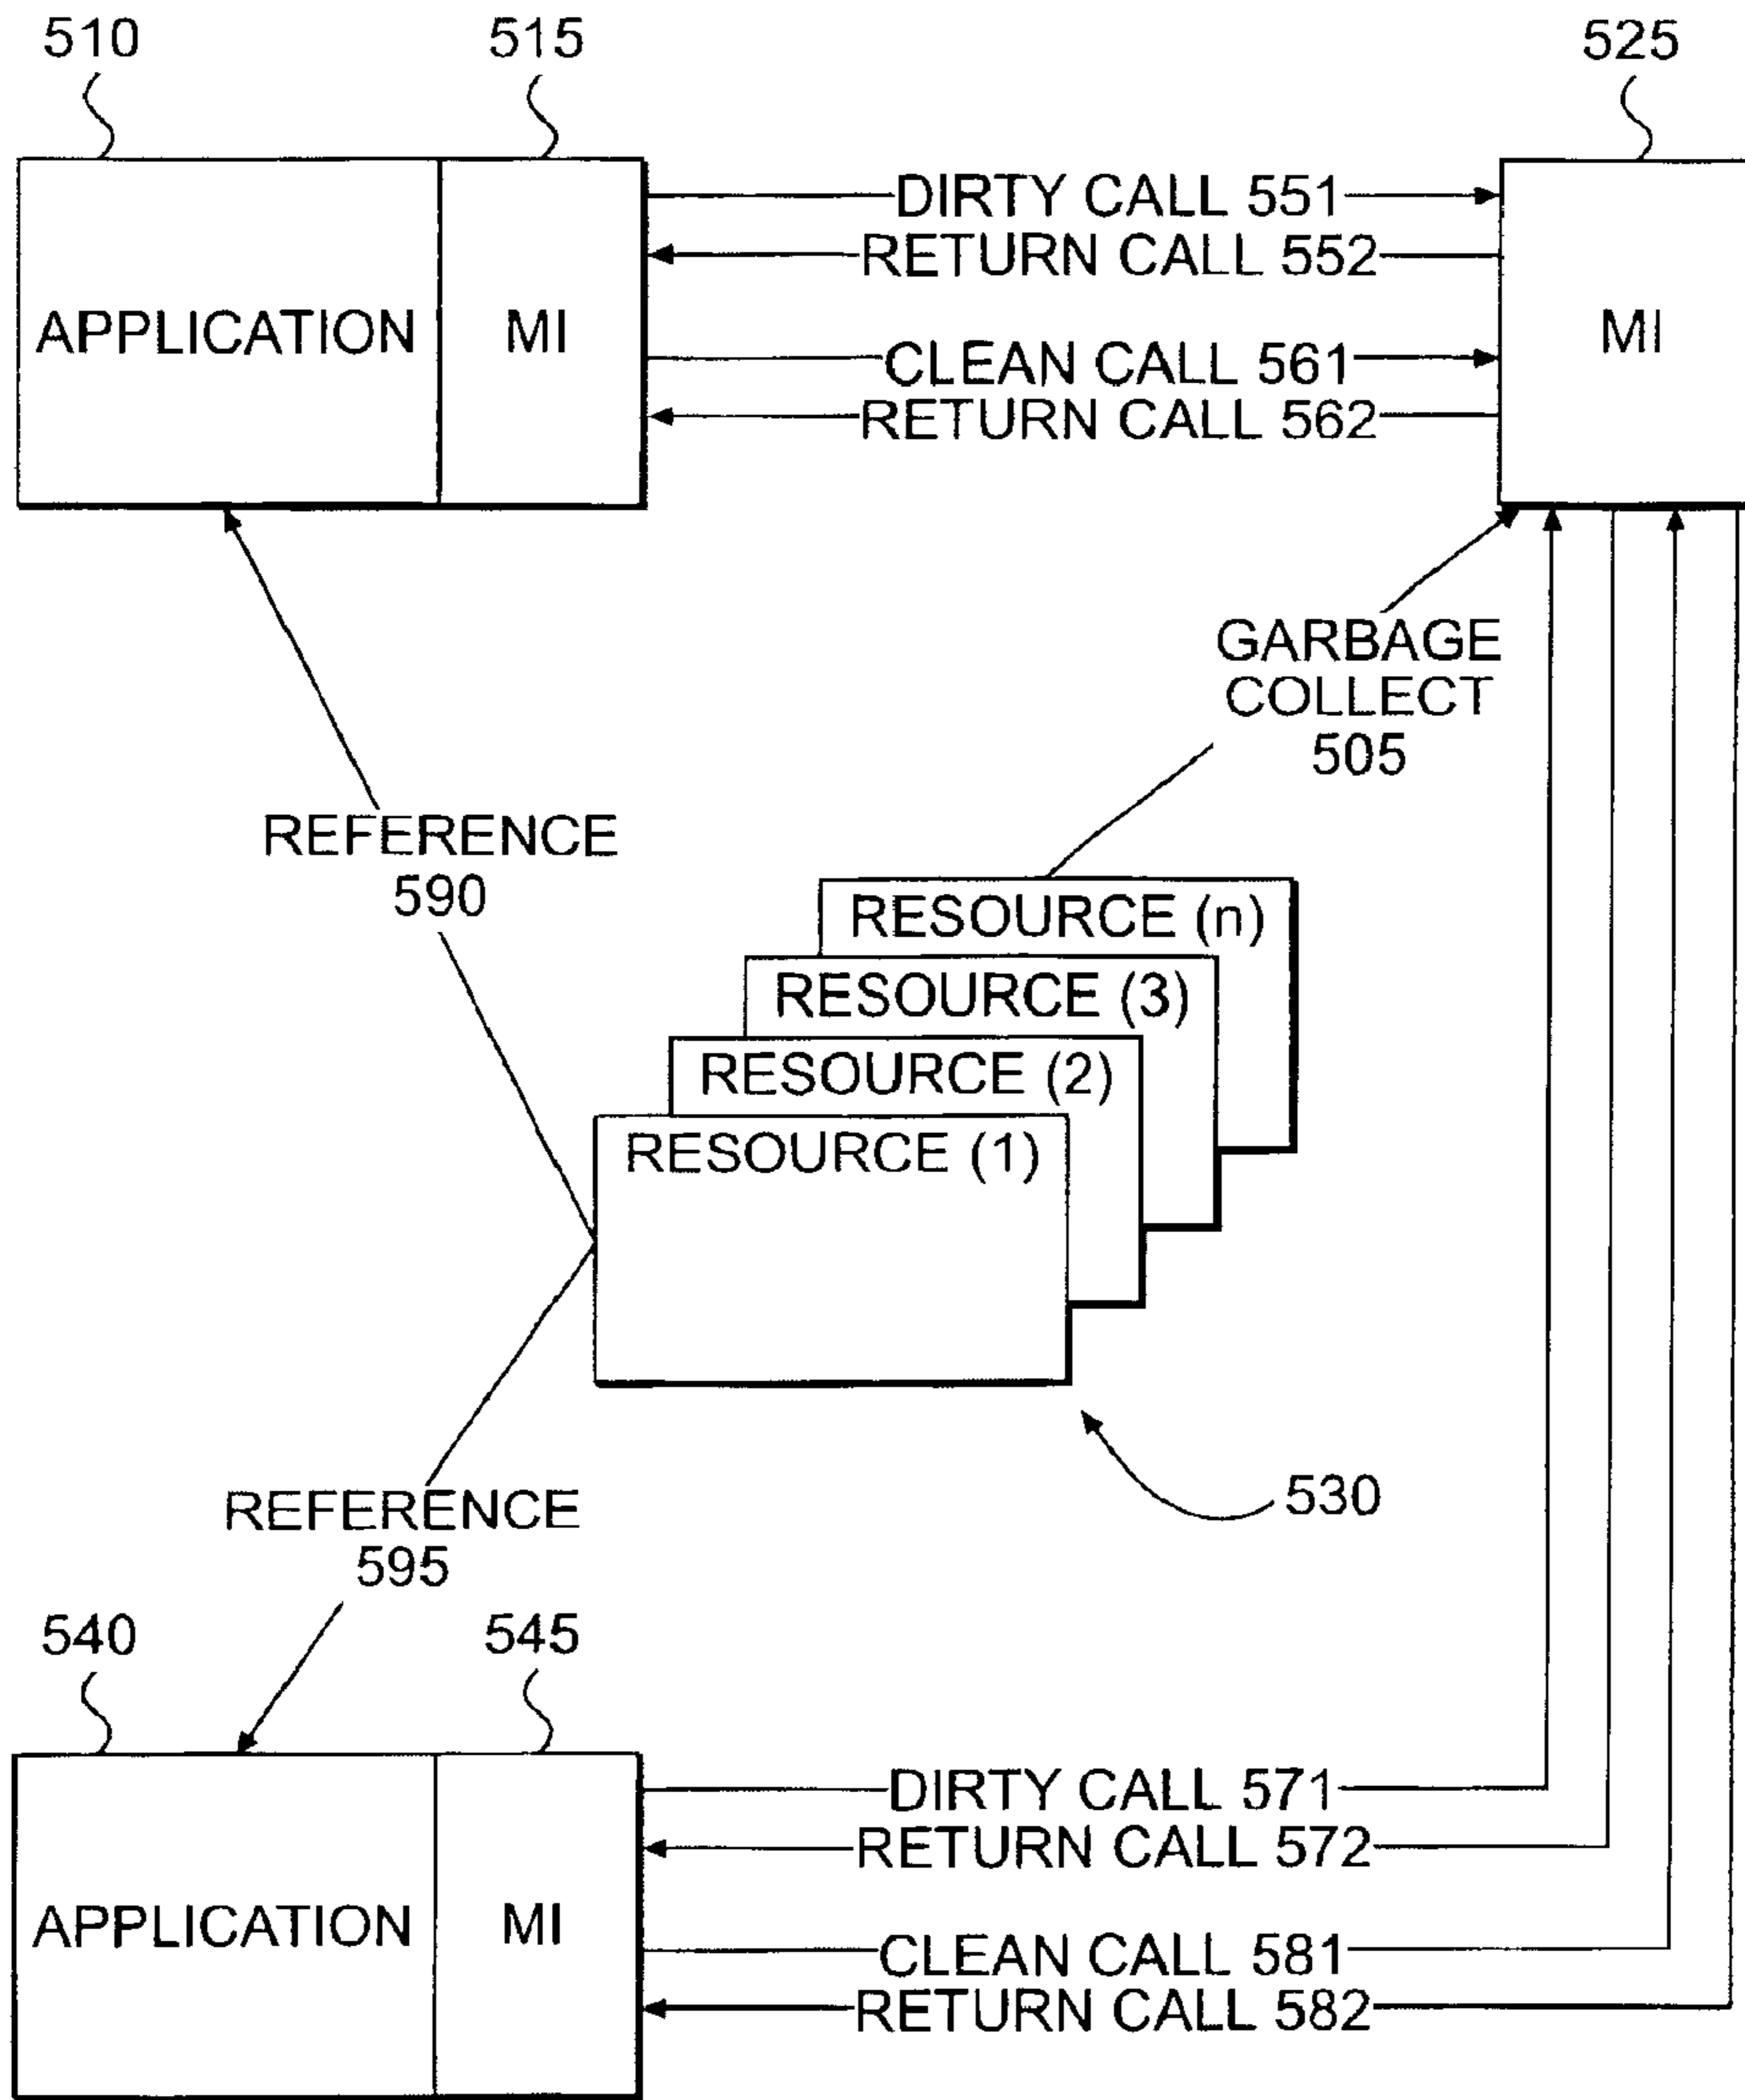 510
515
525
APPLICATION
MI
DIRTY CALL 551
RETURN CALL 552
CLEAN CALL 561
RETURN CALL 562
MI
GARBAGE
COLLECT
505
REFERENCE
590
RESOURCE (n)
RESOURCE (3)
RESOURCE (2)
RESOURCE (1)
530
REFERENCE
595
540
545
APPLICATION
MI
DIRTY CALL 571
RETURN CALL 572
CLEAN CALL 581
RETURN CALL 582